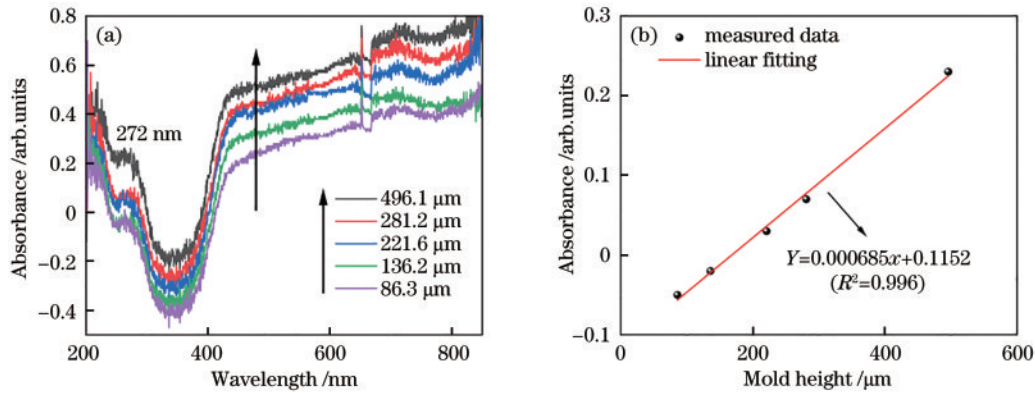 (a)
272 nm
496.1 μm
281.2 μm
221.6 μm
136.2 μm
86.3 μm
0.8
0.6
0.4
0.2
0
−0.2
−0.4
Absorbance /arb.units
200
400
600
800
Wavelength /nm
(b)
measured data
linear fitting
Y=0.000685x+0.1152
(R²=0.996)
0.3
0.2
0.1
0
−0.1
Absorbance /arb.units
0
200
400
600
Mold height /μm